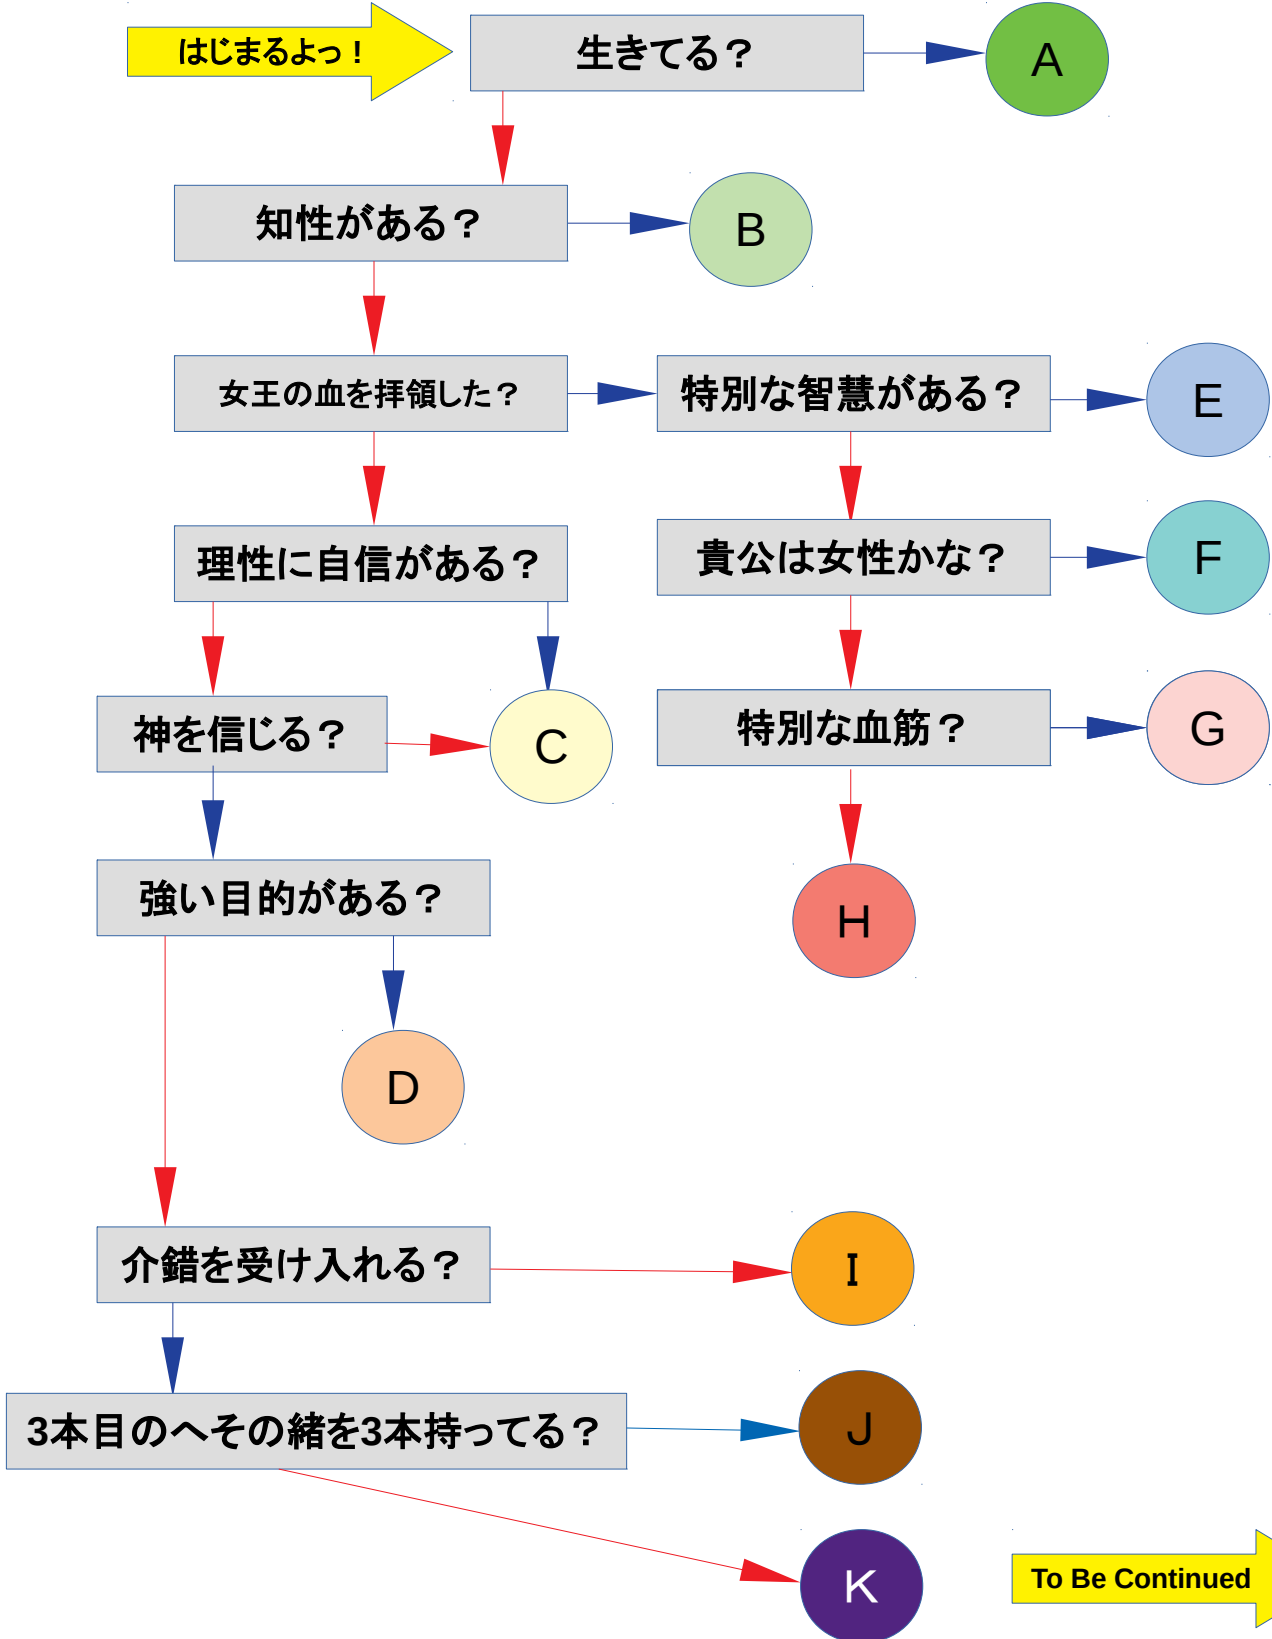 はじまるよっ！
生きてる？
A
知性がある？
B
女王の血を拝領した？
特別な智慧がある？
E
理性に自信がある？
貴公は女性かな？
F
神を信じる？
C
特別な血筋？
G
強い目的がある？
H
D
介錯を受け入れる？
I
3本目のへその緒を3本持ってる？
J
K
To Be Continued